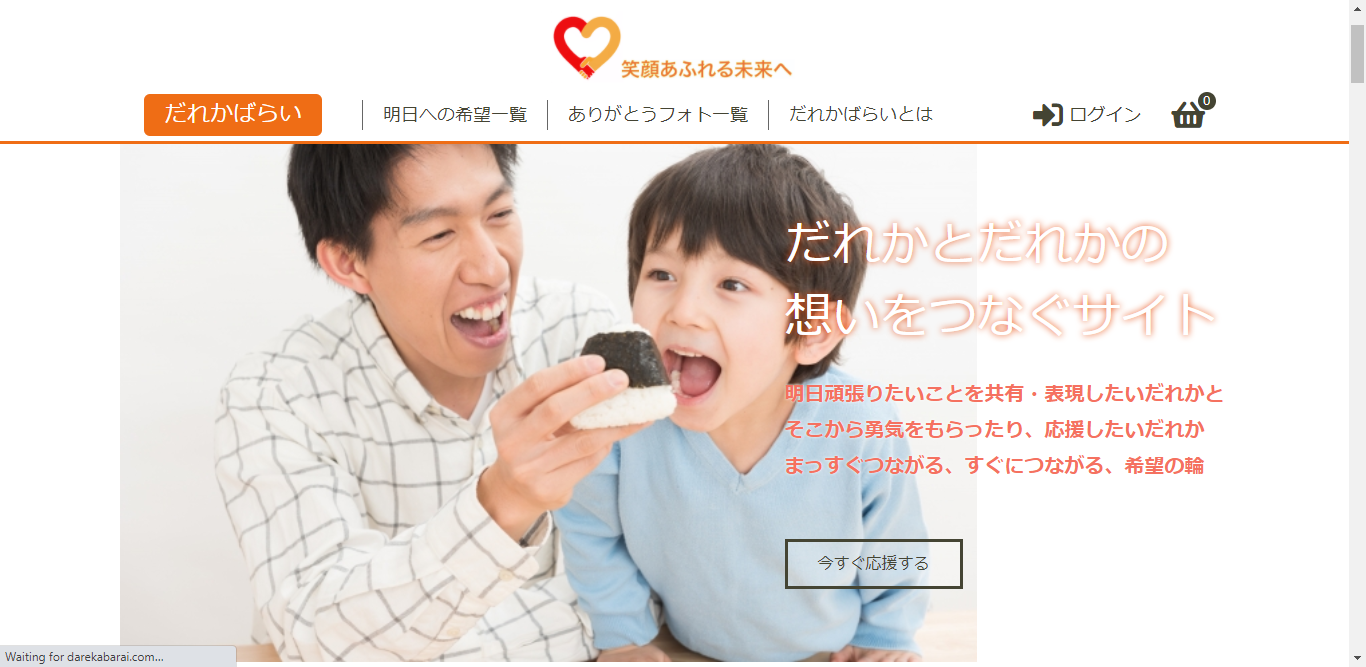 笑顔あふれる未来へ
だれかばらい
明日への希望一覧
ありがとうフォト一覧
だれかばらいとは
ログイン
0
だれかとだれかの
想いをつなぐサイト
明日頑張りたいことを共有・表現したいだれかと
そこから勇気をもらったり、応援したいだれか
まっすぐつながる、すぐにつながる、希望の輪
今すぐ応援する
Waiting for darekabarai.com...